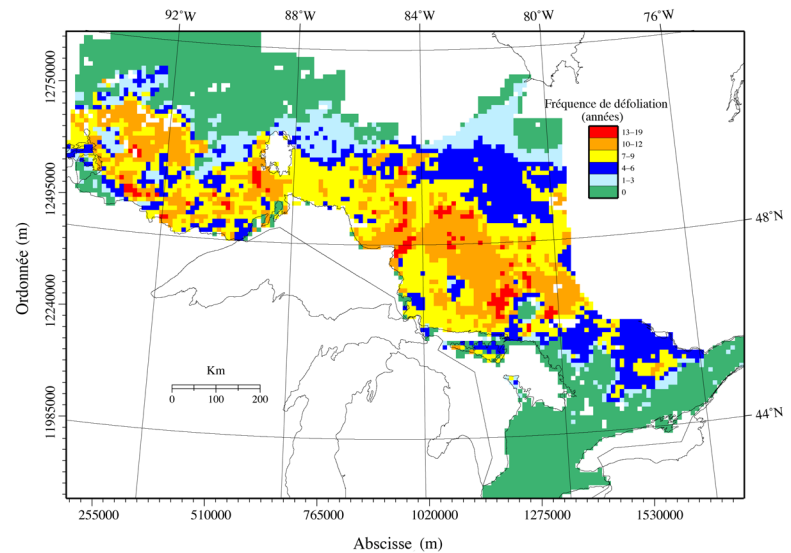 92°W
88°W
84°W
80°W
76°W
12750000
12495000
12240000
11985000
Ordonnée (m)
Fréquence de défoliation
(années)
13–19
10–12
7–9
4–6
1–3
0
48°N
44°N
Km
0 100 200
255000 510000 765000 1020000 1275000 1530000
Abscisse (m)